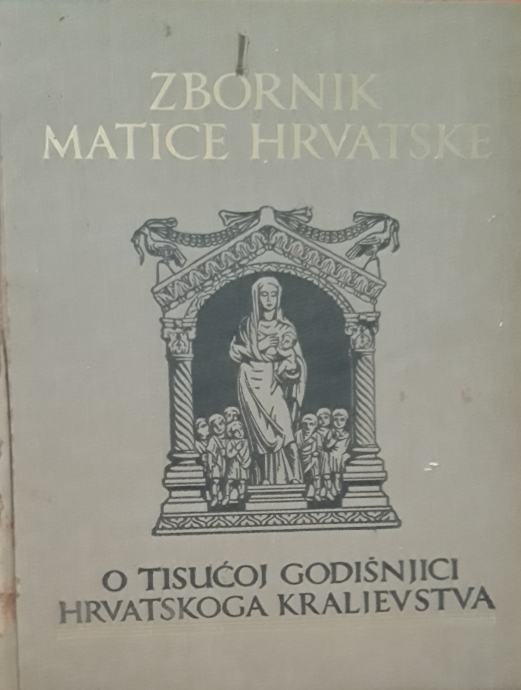 ZBORNIK
MATICE HRVATSKE
O TISUĆOJ GODIŠNJICI
HRVATSKOGA KRALJEVSTVA